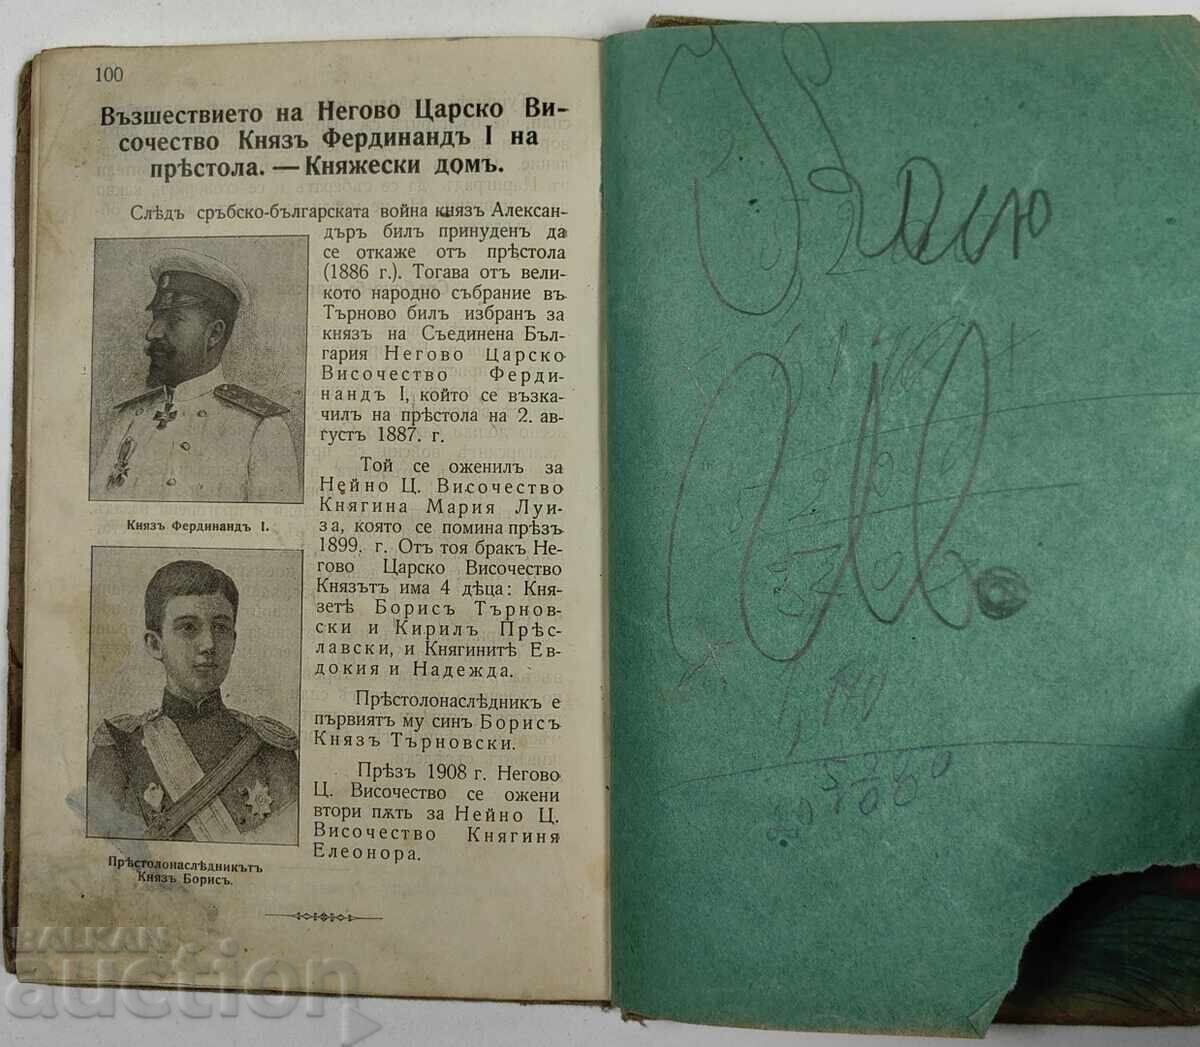 100
Възшествието на Негово Царско Ви-
сочество Князъ Фердинандъ I на
прѣстола. — Княжески домъ.
Слѣдъ сръбско-българската война князъ Александъръ билъ принуденъ да
се откаже отъ прѣстола
(1886 г.). Тогава отъ вели-
кото народно събрание въ
Търново билъ избранъ за
князъ на Съединена Бъл-
гария Негово Царско
Височество Ферди-
нандъ I, който се възка-
чилъ на прѣстола на 2. ав-
густъ 1887. г.
Князъ Фердинандъ I.
Той се оженилъ за
Нейно Ц. Височество
Княгина Мария Луи-
за, която се помина прѣзъ
1899. г. Отъ тоя бракъ Не-
гово Царско Височество
Князътъ има 4 дѣца: Кня-
зетѣ Борисъ Търнов-
ски и Кирилъ Прѣс-
лавски, и Княгинитѣ Ев-
докия и Надежда.
Прѣстолонаслѣдникъ е
първиятъ му синъ Борисъ
Князъ Търновски.
Прѣзъ 1908 г. Негово
Ц. Височество се ожени
втори пѫть за Нейно Ц.
Височество Княгиня
Елеонора.
Прѣстолонаслѣдникътъ
Князъ Борисъ.
BALKAN
auction